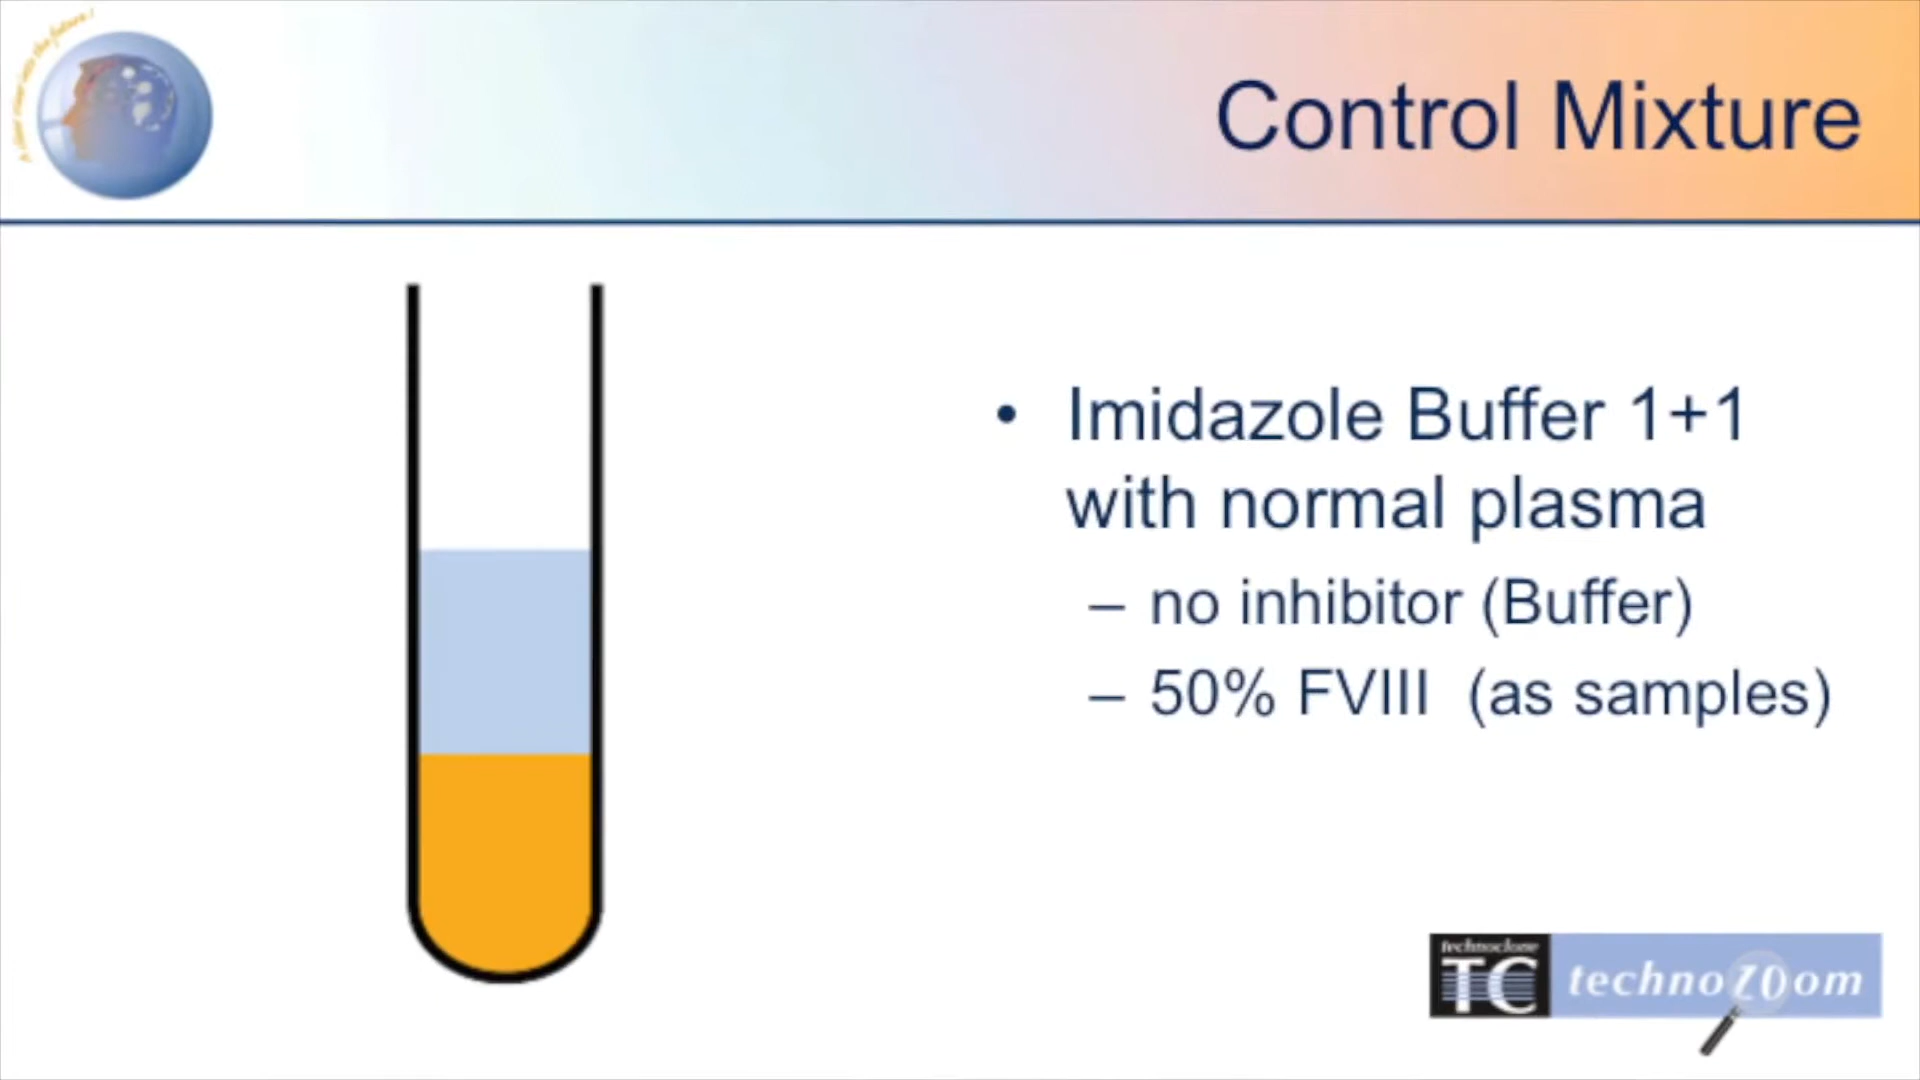 Control Mixture
• Imidazole Buffer 1+1
with normal plasma
– no inhibitor (Buffer)
– 50% FVIII (as samples)
technoclone
TC technozoom